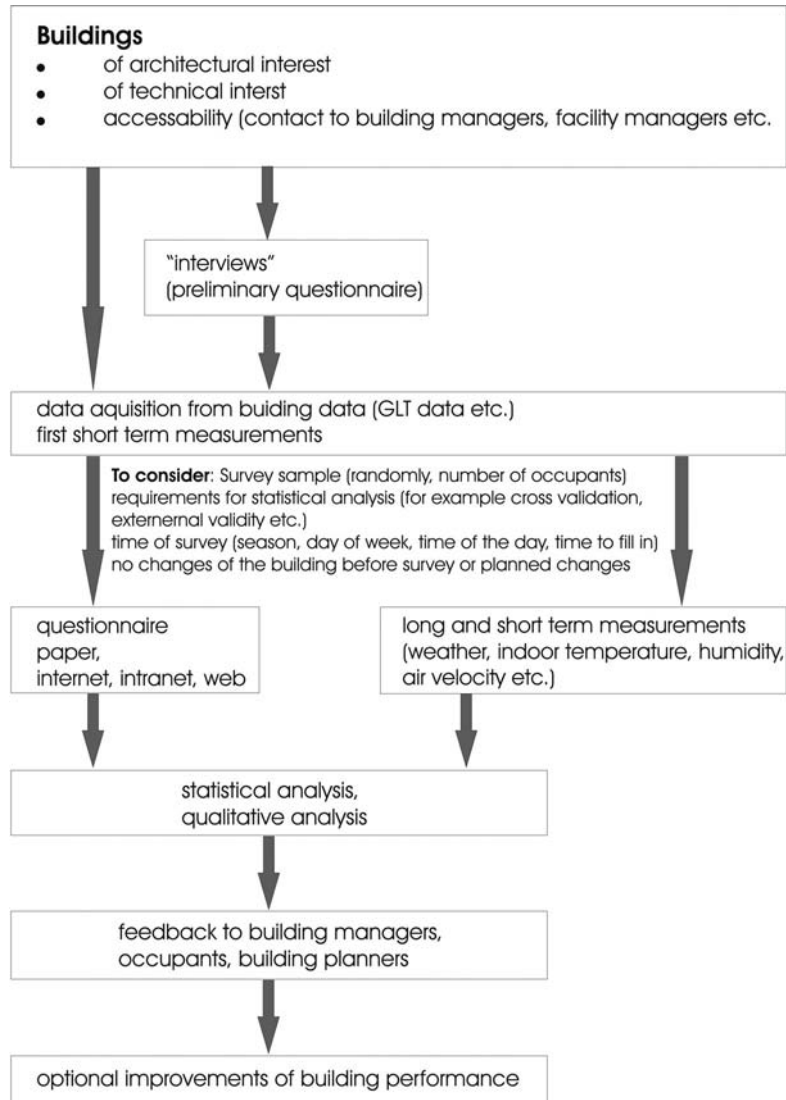 Buildings
• of architectural interest
• of technical interst
• accessability (contact to building managers, facility managers etc.
“interviews”
(preliminary questionnaire)
data aquisition from buiding data (GLT data etc.)
first short term measurements
To consider: Survey sample (randomly, number of occupants)
requirements for statistical analysis (for example cross validation,
externernal validity etc.)
time of survey (season, day of week, time of the day, time to fill in)
no changes of the building before survey or planned changes
questionnaire
paper,
internet, intranet, web
long and short term measurements
(weather, indoor temperature, humidity,
air velocity etc.)
statistical analysis,
qualitative analysis
feedback to building managers,
occupants, building planners
optional improvements of building performance